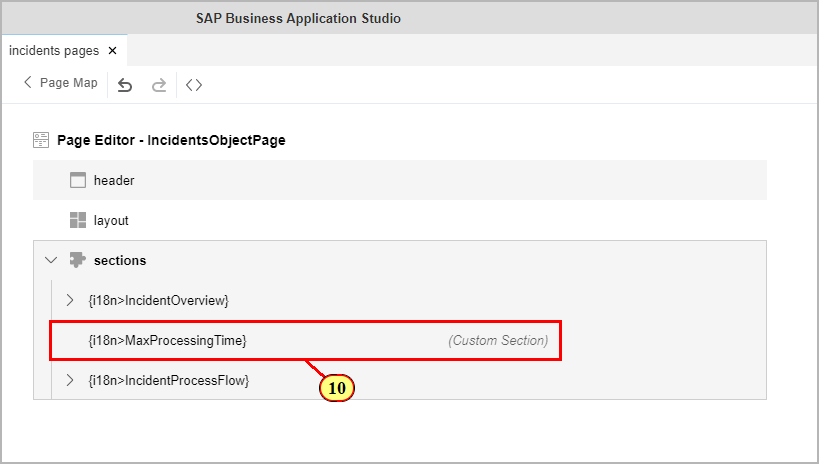 SAP Business Application Studio
incidents pages ×
Page Map
Page Editor - IncidentsObjectPage
header
layout
sections
{i18n>IncidentOverview}
{i18n>MaxProcessingTime} (Custom Section)
{i18n>IncidentProcessFlow}
10